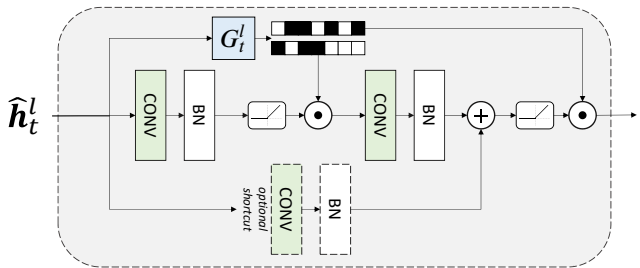 G_t^l
ĥ_t^l
CONV
BN
CONV
BN
optional
shortcut
CONV
BN